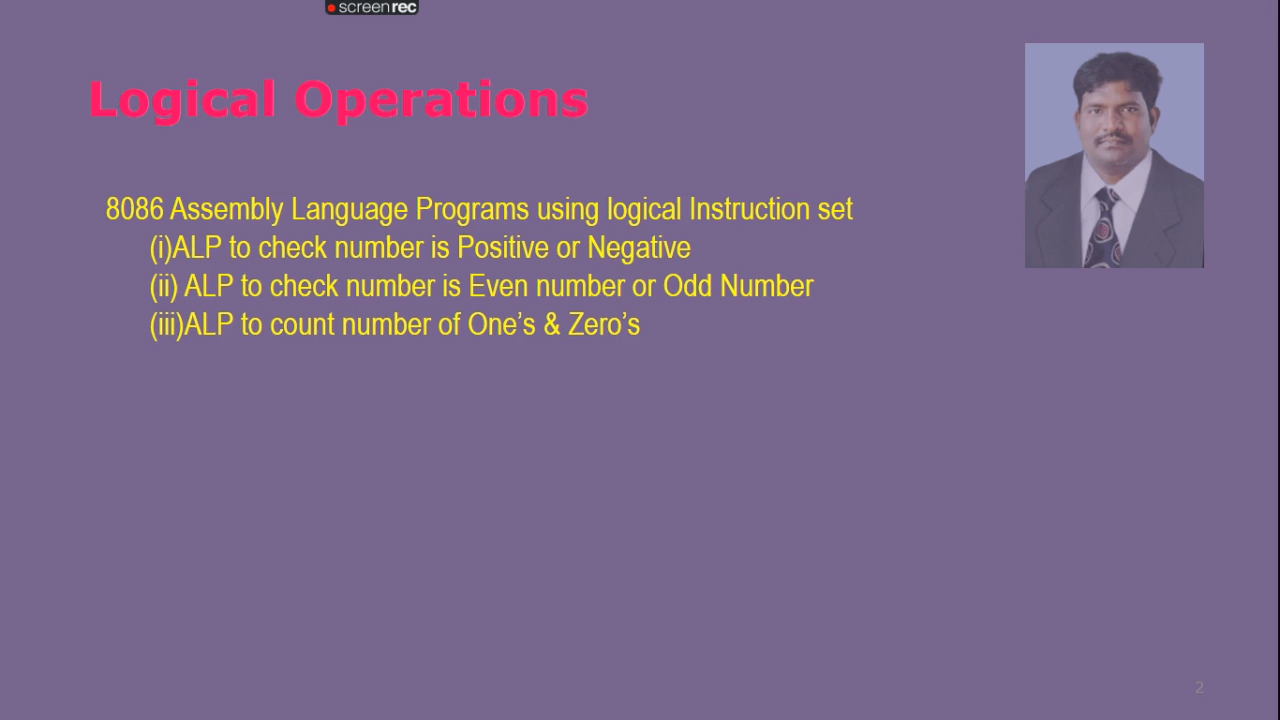 screenrec
Logical Operations
8086 Assembly Language Programs using logical Instruction set
(i)ALP to check number is Positive or Negative
(ii) ALP to check number is Even number or Odd Number
(iii)ALP to count number of One’s & Zero’s
2